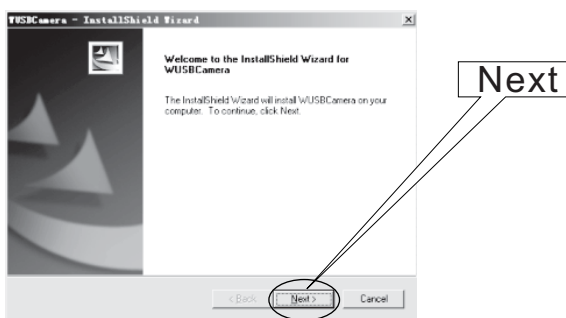 WUSBCamera - InstallShield Wizard
Welcome to the InstallShield Wizard for
WUSBCamera
The InstallShield Wizard will install WUSBCamera on your
computer. To continue, click Next.
Next
< Back
Next >
Cancel